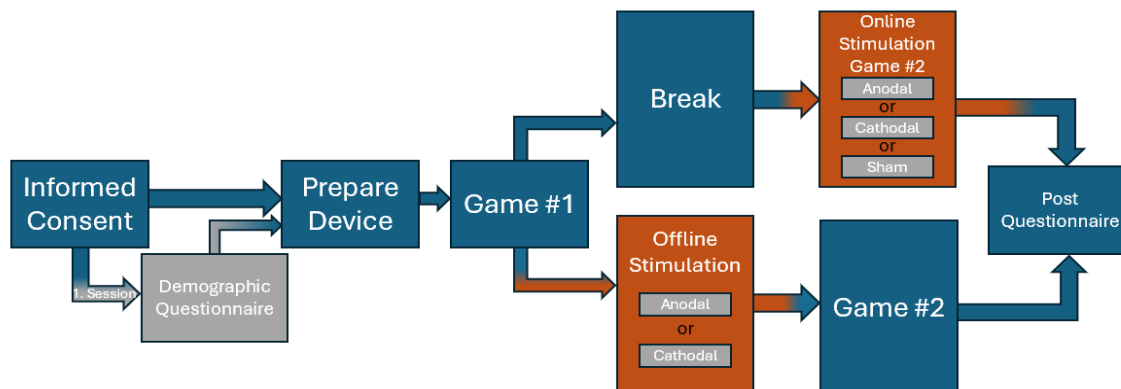 Informed
Consent
1. Session
Demographic
Questionnaire
Prepare
Device
Game #1
Break
Online
Stimulation
Game #2
Anodal
or
Cathodal
or
Sham
Offline
Stimulation
Anodal
or
Cathodal
Game #2
Post
Questionnaire